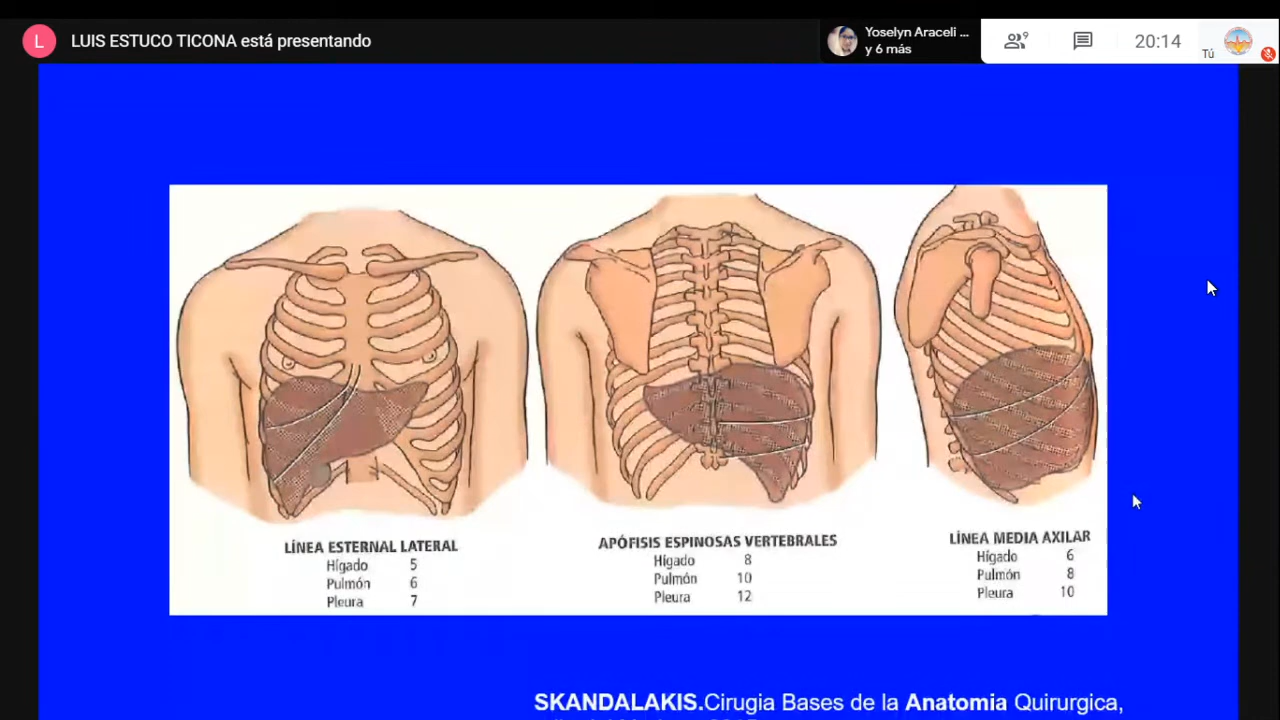 L
LUIS ESTUCO TICONA está presentando
Yoselyn Araceli ...
y 6 más
9
20:14
Tú
LÍNEA ESTERNAL LATERAL
Hígado 5
Pulmón 6
Pleura 7
APÓFISIS ESPINOSAS VERTEBRALES
Hígado 8
Pulmón 10
Pleura 12
LÍNEA MEDIA AXILAR
Hígado 6
Pulmón 8
Pleura 10
SKANDALAKIS.Cirugia Bases de la Anatomia Quirurgica,